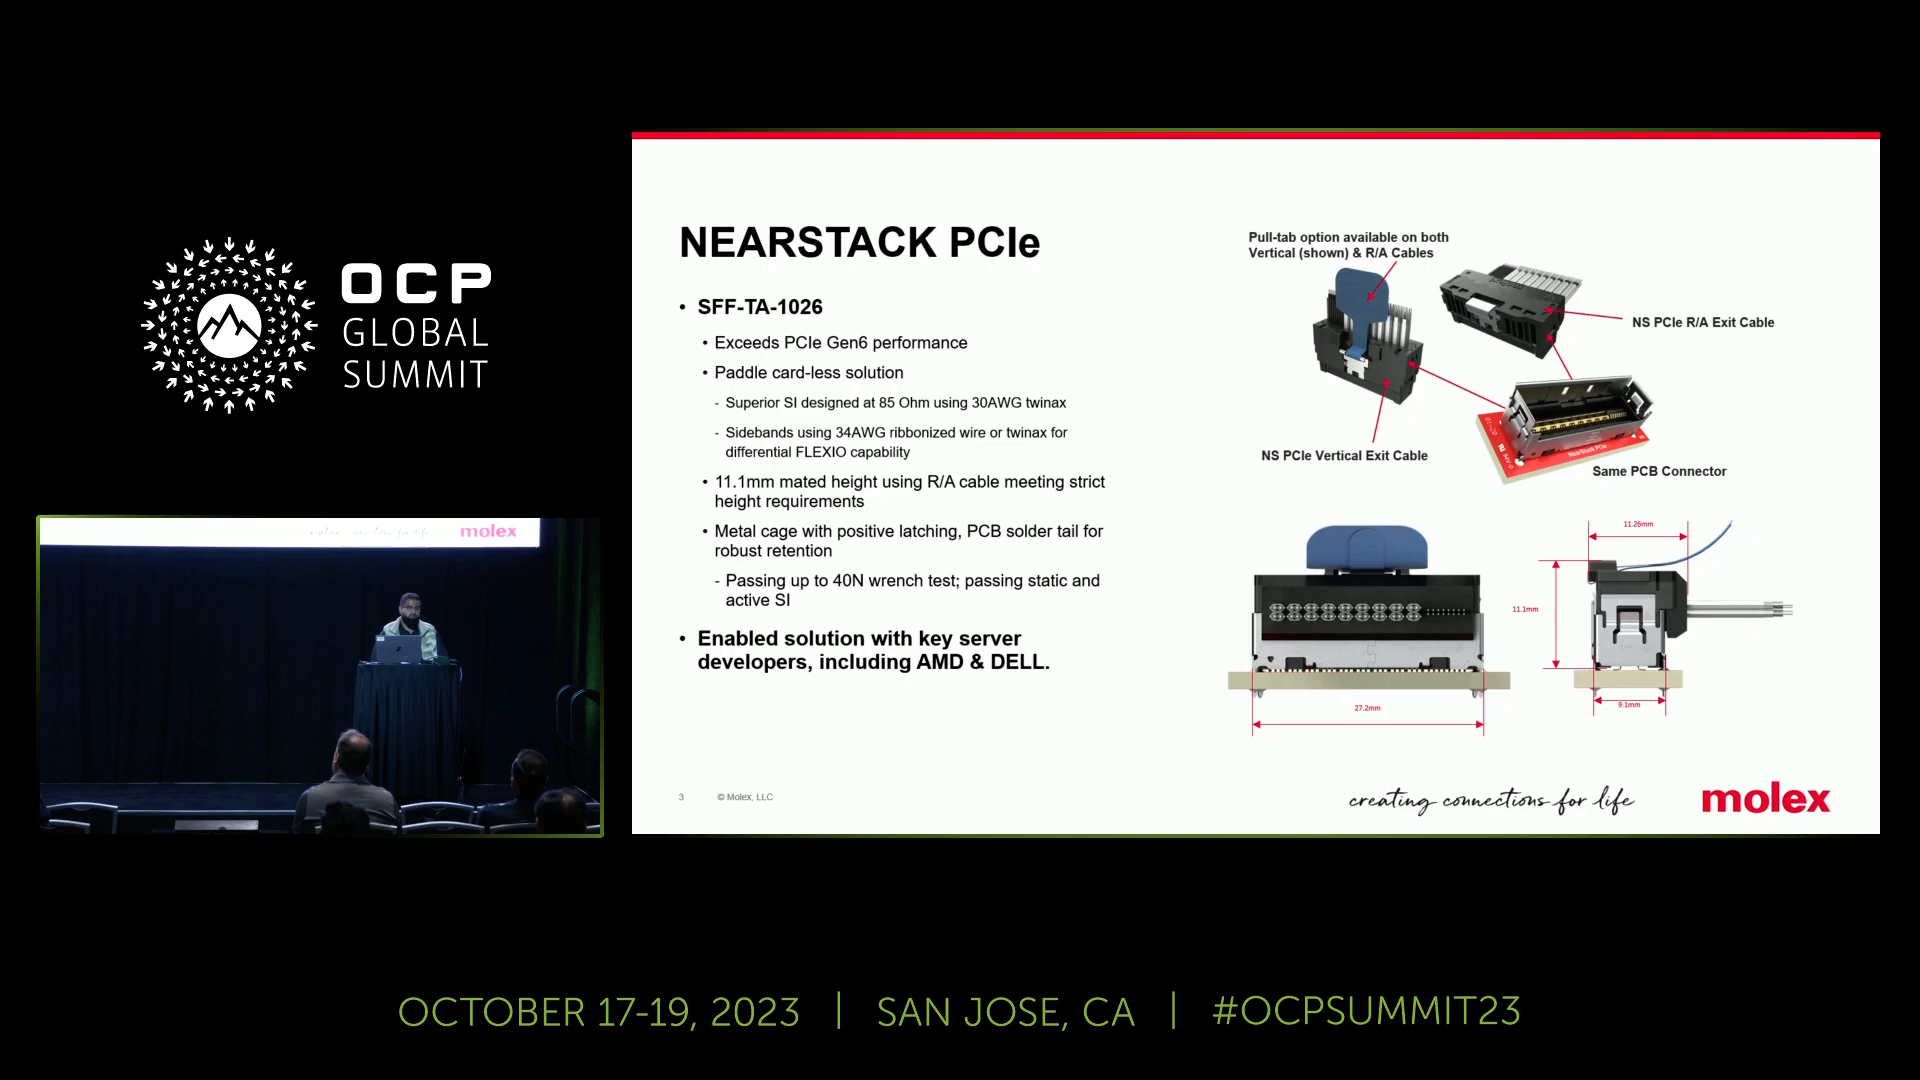 OCP
GLOBAL
SUMMIT
molex
NEARSTACK PCIe
• SFF-TA-1026
• Exceeds PCIe Gen6 performance
• Paddle card-less solution
- Superior SI designed at 85 Ohm using 30AWG twinax
- Sidebands using 34AWG ribbonized wire or twinax for
differential FLEXIO capability
• 11.1mm mated height using R/A cable meeting strict
height requirements
• Metal cage with positive latching, PCB solder tail for
robust retention
- Passing up to 40N wrench test; passing static and
active SI
• Enabled solution with key server
developers, including AMD & DELL.
Pull-tab option available on both
Vertical (shown) & R/A Cables
NS PCIe R/A Exit Cable
NS PCIe Vertical Exit Cable
NearStack PCIe
Same PCB Connector
11.26mm
11.1mm
27.2mm
9.1mm
3
© Molex, LLC
creating connections for life
molex
OCTOBER 17-19, 2023 | SAN JOSE, CA | #OCPSUMMIT23